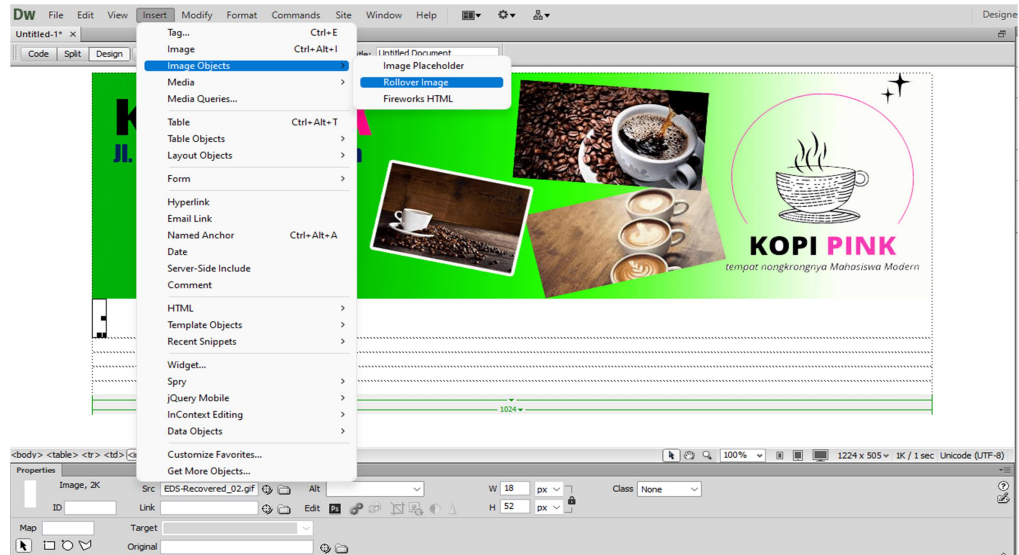 DW File Edit View Insert Modify Format Commands Site Window Help Designe
Untitled-1* ×
Code Split Design Title: Untitled Document
Tag... Ctrl+E
Image Ctrl+Alt+I
Image Objects
Media
Media Queries...
Table Ctrl+Alt+T
Table Objects
Layout Objects
Form
Hyperlink
Email Link
Named Anchor Ctrl+Alt+A
Date
Server-Side Include
Comment
HTML
Template Objects
Recent Snippets
Widget...
Spry
jQuery Mobile
InContext Editing
Data Objects
Customize Favorites...
Get More Objects...
Image Placeholder
Rollover Image
Fireworks HTML
K
Jl.
KOPI PINK
tempat nongkrongnya Mahasiswa Modern
1024
<body> <table> <tr> <td> 100% 1224 x 505 1K / 1 sec Unicode (UTF-8)
Properties
Image, 2K Src EDS-Recovered_02.gif Alt W 18 px Class None
ID Link Edit Ps H 52 px
Map Target
Original